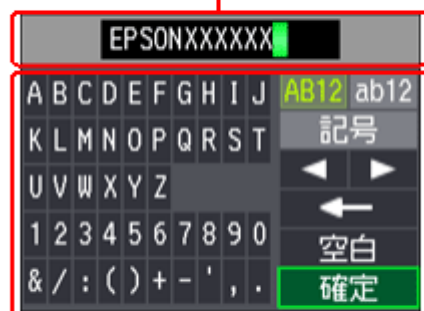 EPSONXXXXXX
A B C D E F G H I J AB12 ab12
K L M N O P Q R S T 記号
U V W X Y Z
1 2 3 4 5 6 7 8 9 0 空白
& / : ( ) + - ' , . 確定